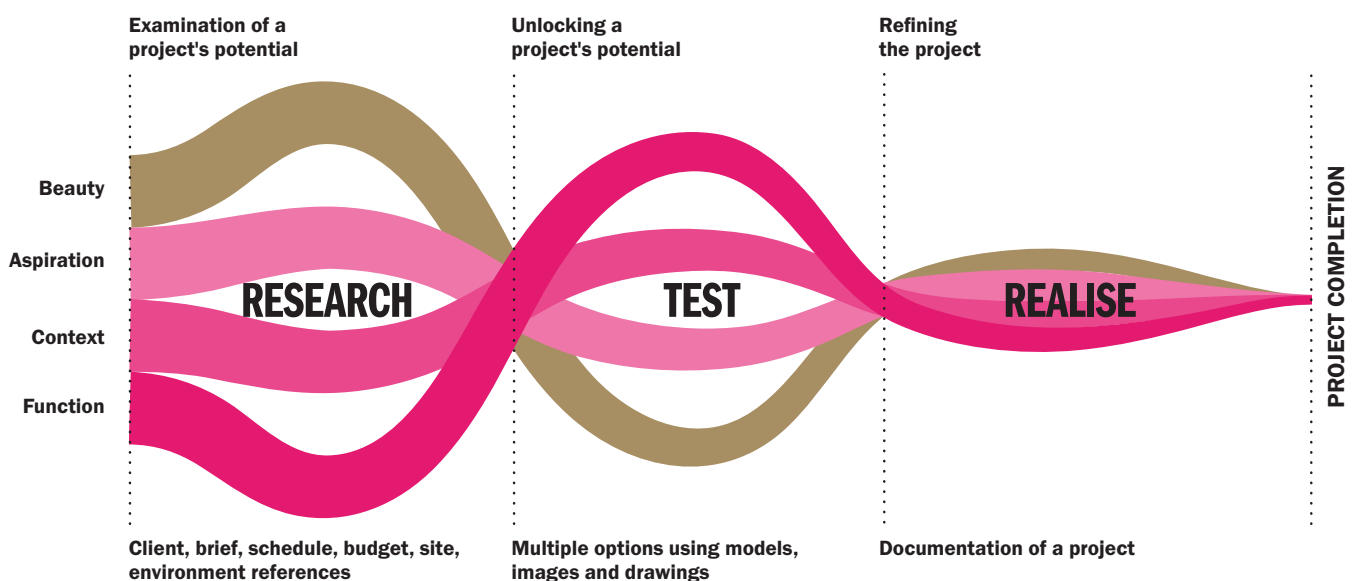 Examination of a
project's potential
Unlocking a
project's potential
Refining
the project
Beauty
Aspiration
Context
Function
RESEARCH
TEST
REALISE
PROJECT COMPLETION
Client, brief, schedule, budget, site,
environment references
Multiple options using models,
images and drawings
Documentation of a project